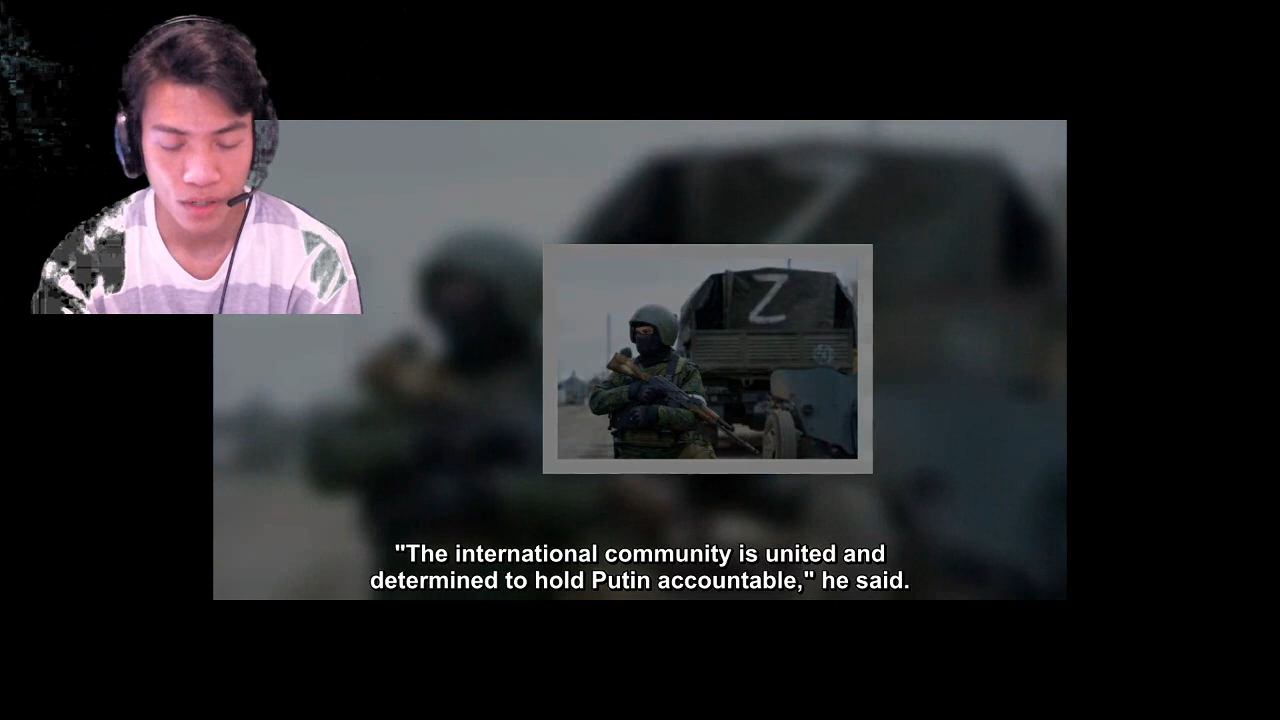 Z
Z
"The international community is united and
determined to hold Putin accountable," he said.